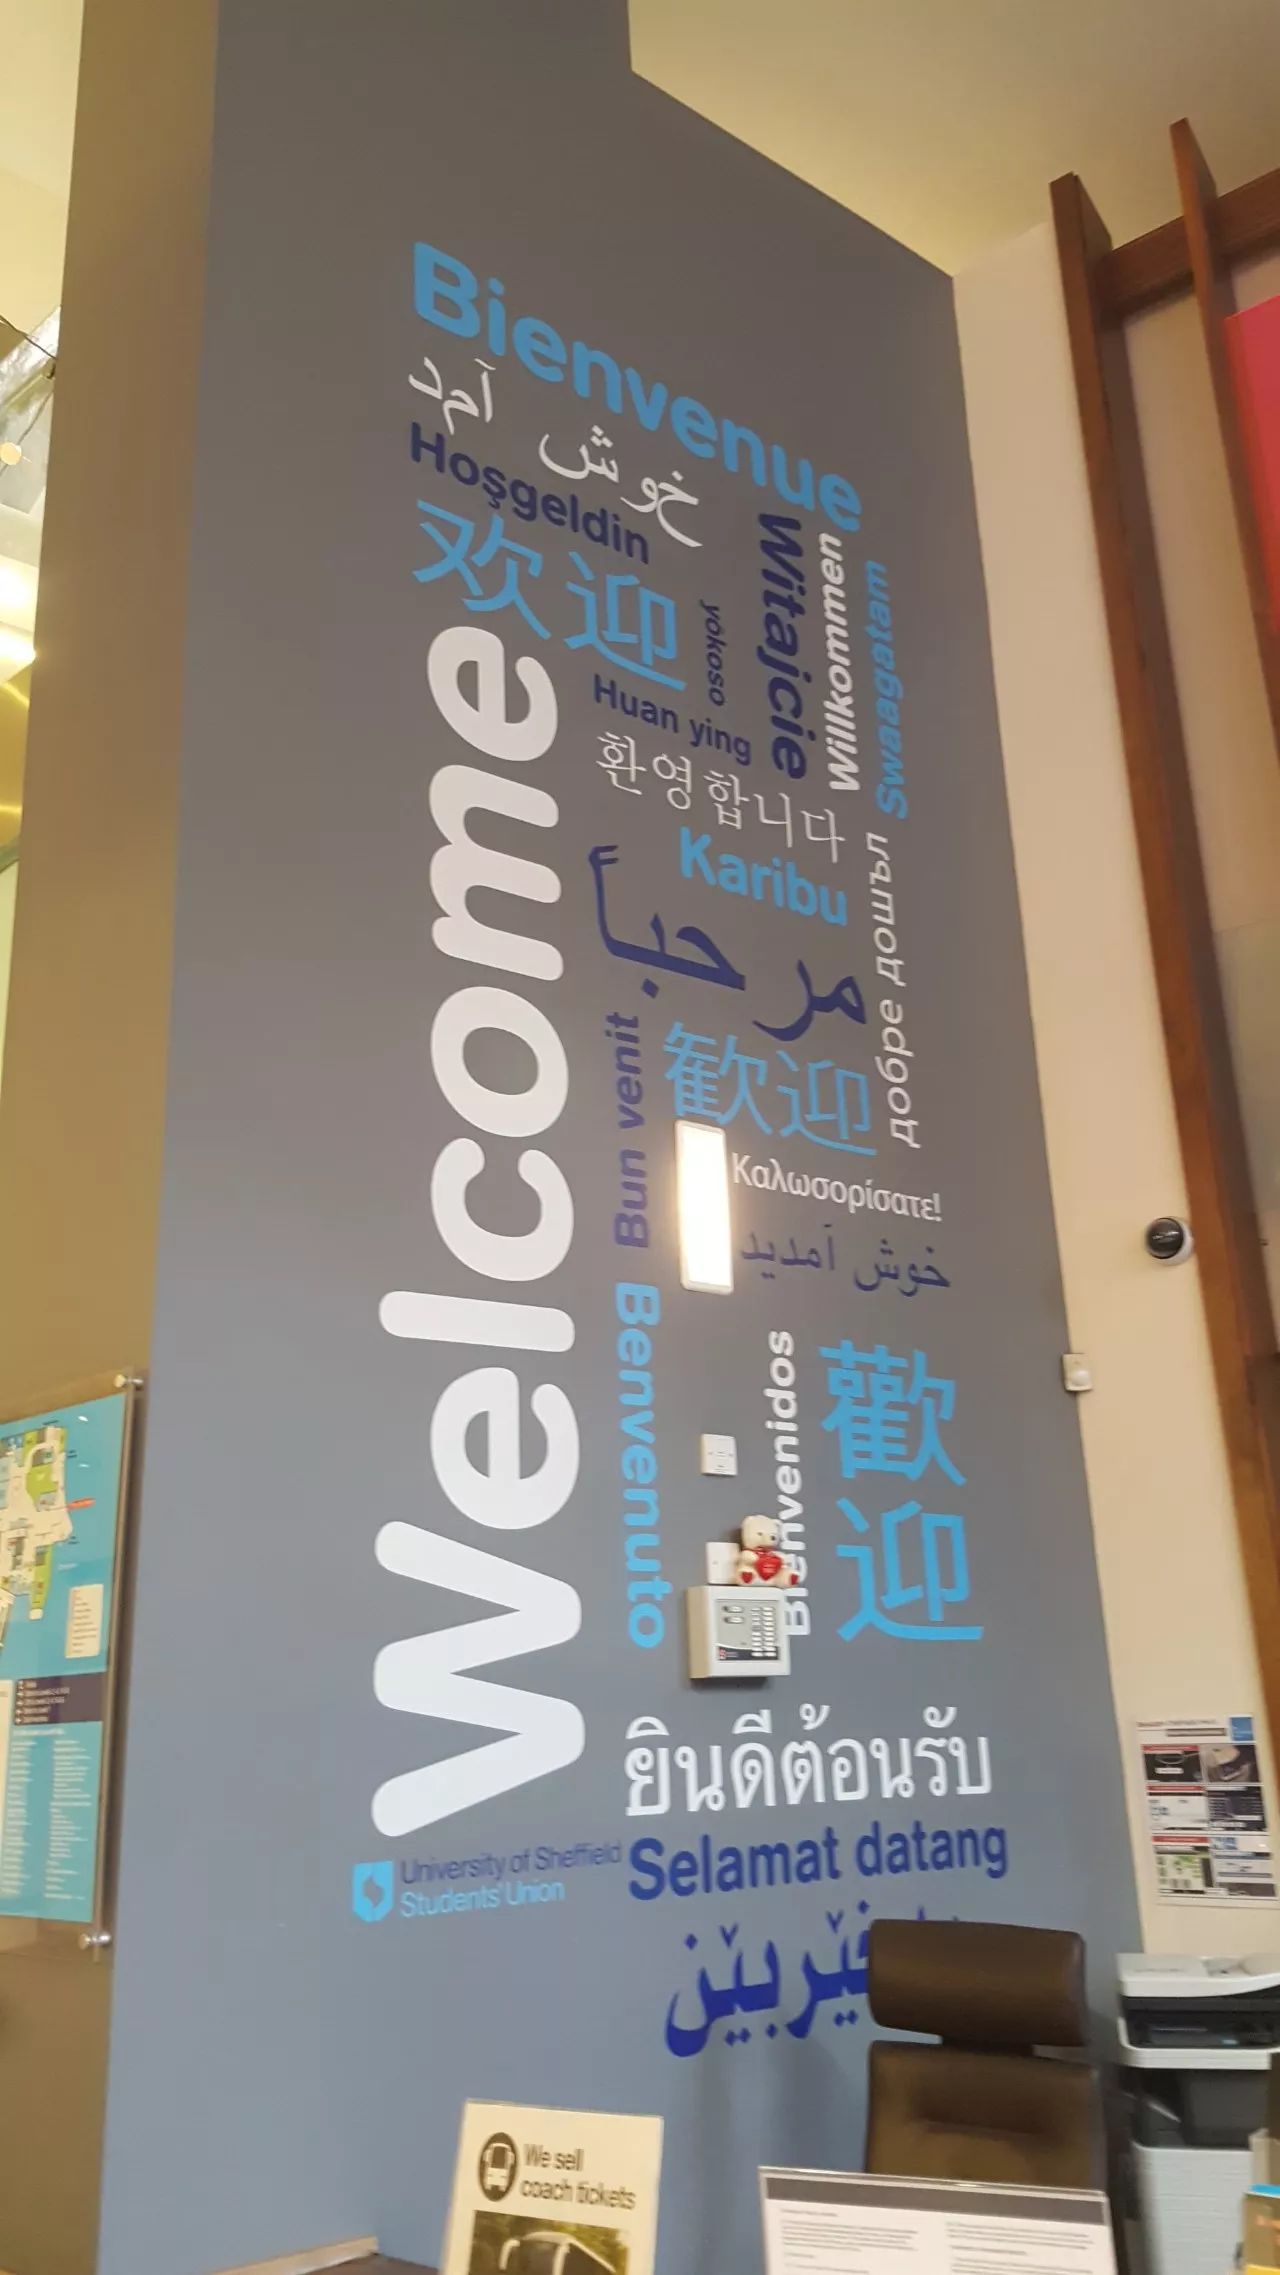 Bienvenue
خوش آمد
Hoşgeldin
欢迎
yókoso
Witajcie
Willkommen
Swaagatam
Huan ying
환영합니다
Karibu
مرحبأ
добре дошъл
Welcome
Bun venit
歡迎
Καλωσορίσατε!
خوش آمدید
Benvenuto
Bienvenidos
歡迎
ยินดีต้อนรับ
University of Sheffield
Students' Union
Selamat datang
We sell
coach tickets